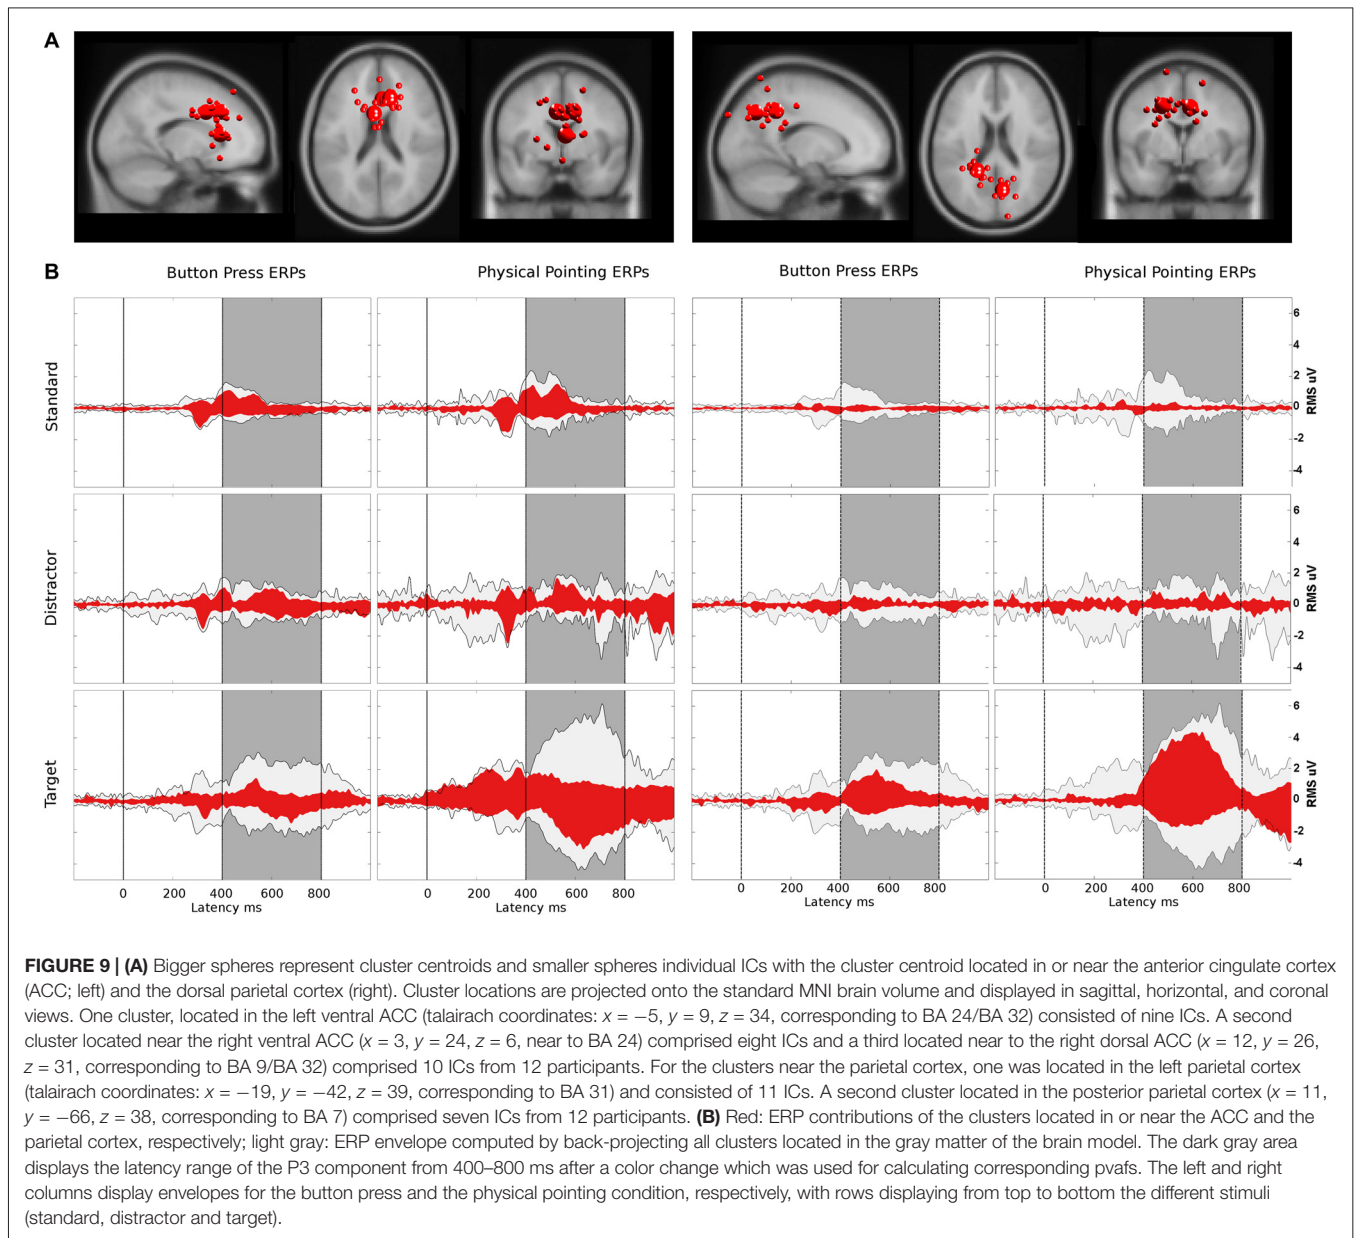 A
B
Button Press ERPs
Physical Pointing ERPs
Button Press ERPs
Physical Pointing ERPs
Standard
6
4
2
0
-2
-4
RMS uV
Distractor
6
4
2
0
-2
-4
RMS uV
Target
6
4
2
0
-2
-4
RMS uV
0 200 400 600 800
Latency ms
0 200 400 600 800
Latency ms
0 200 400 600 800
Latency ms
0 200 400 600 800
Latency ms
FIGURE 9 | (A) Bigger spheres represent cluster centroids and smaller spheres individual ICs with the cluster centroid located in or near the anterior cingulate cortex
(ACC; left) and the dorsal parietal cortex (right). Cluster locations are projected onto the standard MNI brain volume and displayed in sagittal, horizontal, and coronal
views. One cluster, located in the left ventral ACC (talairach coordinates: x = −5, y = 9, z = 34, corresponding to BA 24/BA 32) consisted of nine ICs. A second
cluster located near the right ventral ACC (x = 3, y = 24, z = 6, near to BA 24) comprised eight ICs and a third located near to the right dorsal ACC (x = 12, y = 26,
z = 31, corresponding to BA 9/BA 32) comprised 10 ICs from 12 participants. For the clusters near the parietal cortex, one was located in the left parietal cortex
(talairach coordinates: x = −19, y = −42, z = 39, corresponding to BA 31) and consisted of 11 ICs. A second cluster located in the posterior parietal cortex (x = 11,
y = −66, z = 38, corresponding to BA 7) comprised seven ICs from 12 participants. (B) Red: ERP contributions of the clusters located in or near the ACC and the
parietal cortex, respectively; light gray: ERP envelope computed by back-projecting all clusters located in the gray matter of the brain model. The dark gray area
displays the latency range of the P3 component from 400–800 ms after a color change which was used for calculating corresponding pvafs. The left and right
columns display envelopes for the button press and the physical pointing condition, respectively, with rows displaying from top to bottom the different stimuli
(standard, distractor and target).